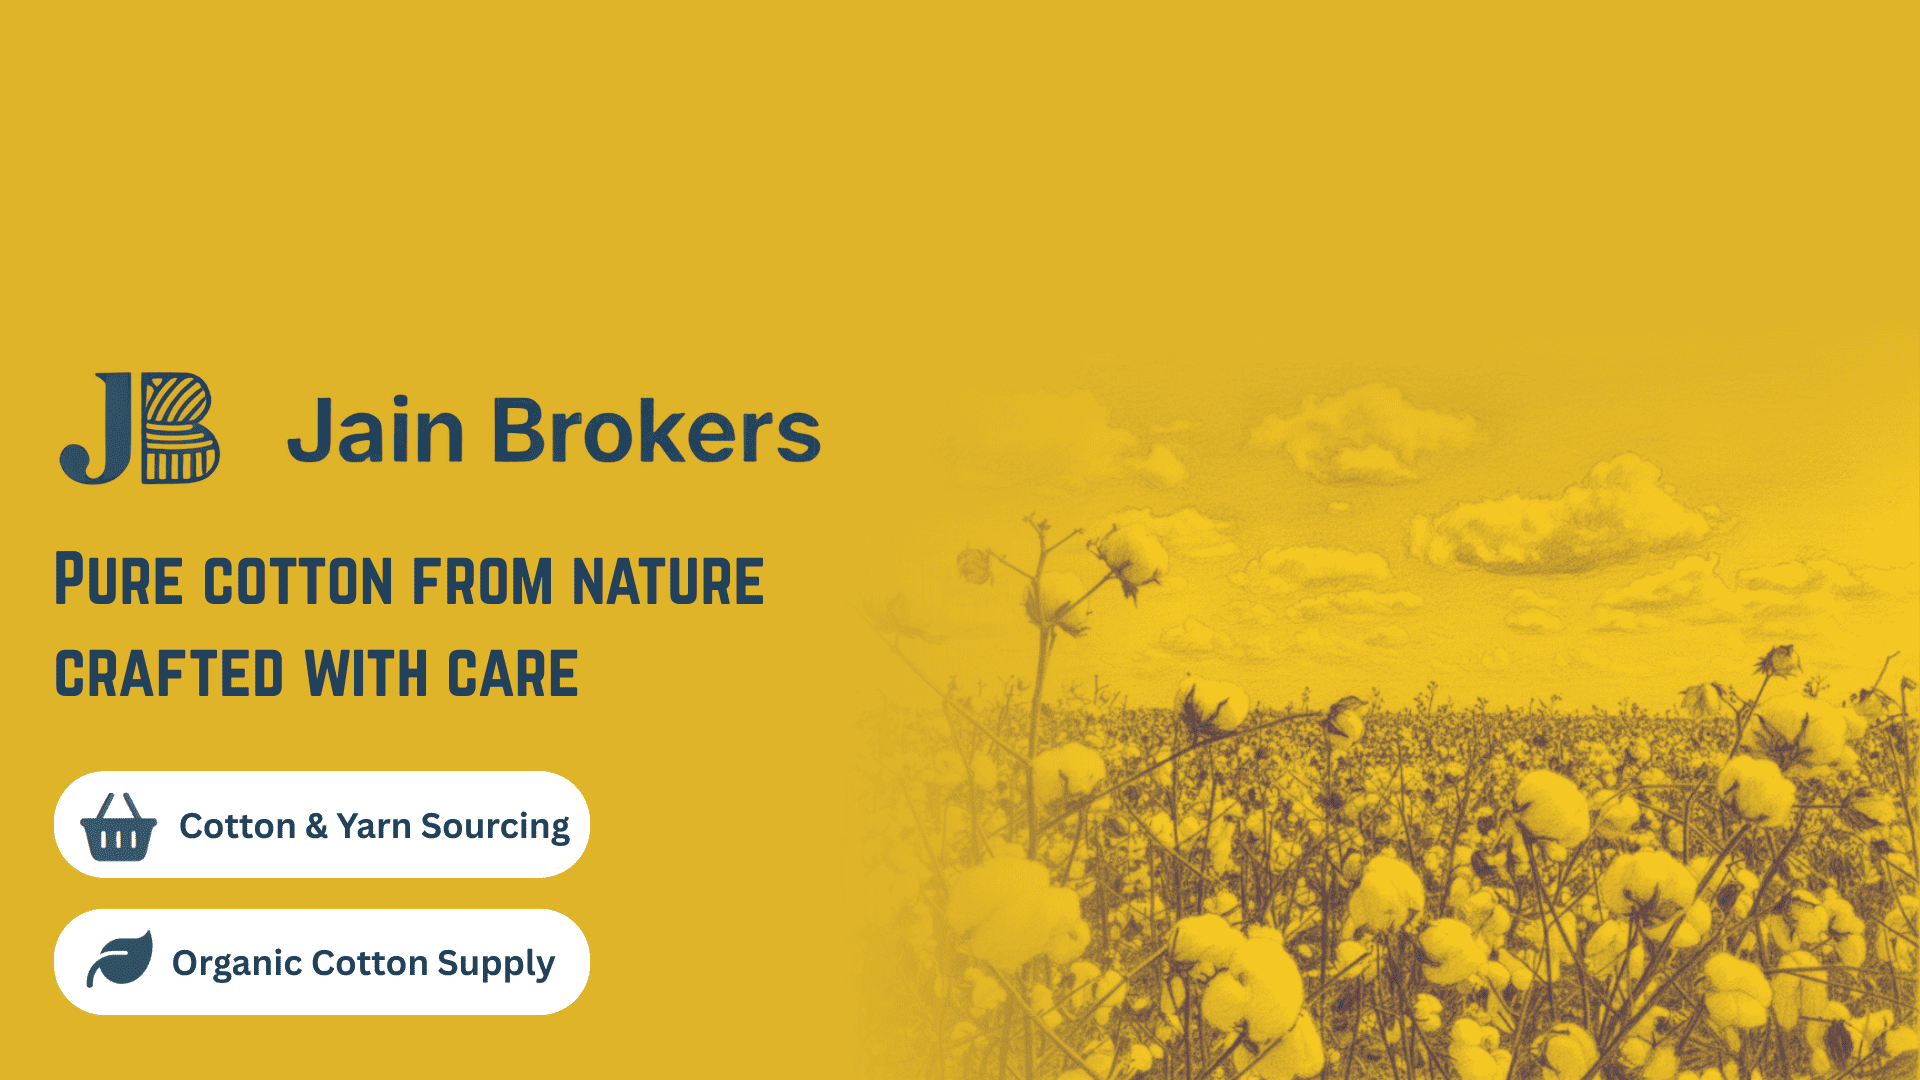 JB
Jain Brokers
Pure cotton from nature
crafted with care
Cotton & Yarn Sourcing
Organic Cotton Supply